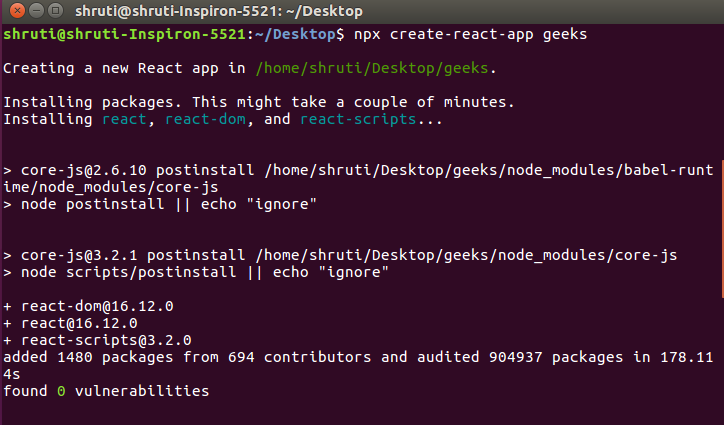 shruti@shruti-Inspiron-5521: ~/Desktop
shruti@shruti-Inspiron-5521:~/Desktop$ npx create-react-app geeks
Creating a new React app in /home/shruti/Desktop/geeks.
Installing packages. This might take a couple of minutes.
Installing react, react-dom, and react-scripts...
> core-js@2.6.10 postinstall /home/shruti/Desktop/geeks/node_modules/babel-runt
ime/node_modules/core-js
> node postinstall || echo "ignore"
> core-js@3.2.1 postinstall /home/shruti/Desktop/geeks/node_modules/core-js
> node scripts/postinstall || echo "ignore"
+ react-dom@16.12.0
+ react@16.12.0
+ react-scripts@3.2.0
added 1480 packages from 694 contributors and audited 904937 packages in 178.11
4s
found 0 vulnerabilities